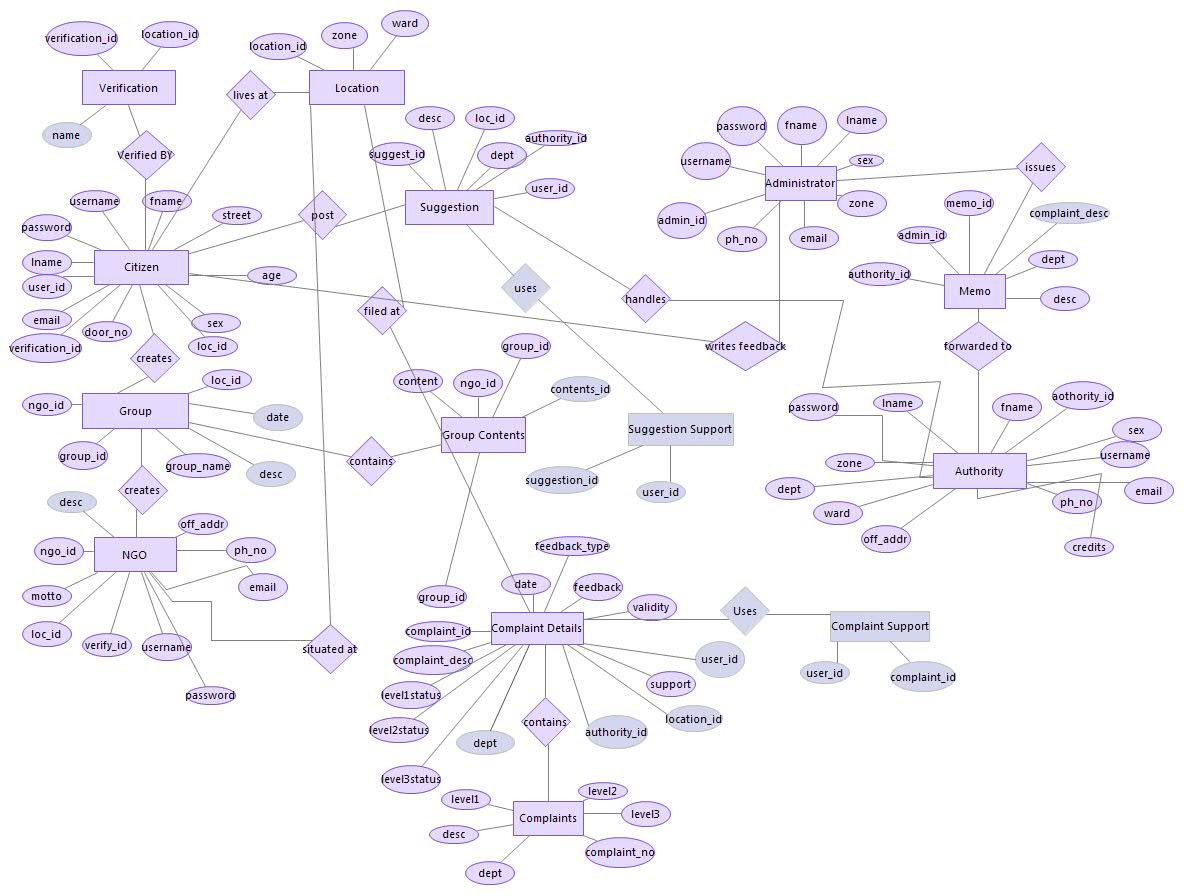 verification_id
location_id
Verification
name
Verified BY
location_id
zone
ward
lives at
Location
desc
loc_id
authority_id
suggest_id
dept
user_id
Suggestion
post
username
fname
street
password
lname
Citizen
user_id
age
email
door_no
sex
verification_id
loc_id
creates
password
fname
lname
username
sex
Administrator
admin_id
zone
ph_no
email
issues
memo_id
complaint_desc
admin_id
authority_id
dept
Memo
desc
forwarded to
uses
handles
filed at
writes feedback
group_id
content
ngo_id
contents_id
Group Contents
contains
group_id
Suggestion Support
suggestion_id
user_id
loc_id
ngo_id
Group
date
group_id
group_name
desc
creates
desc
off_addr
ngo_id
NGO
ph_no
email
motto
loc_id
verify_id
username
password
situated at
password
lname
fname
aothority_id
sex
username
zone
Authority
dept
ward
off_addr
ph_no
email
credits
feedback_type
date
feedback
validity
complaint_id
Complaint Details
complaint_desc
user_id
level1status
support
level2status
location_id
authority_id
dept
level3status
contains
Uses
Complaint Support
user_id
complaint_id
level1
level2
level3
Complaints
desc
complaint_no
dept